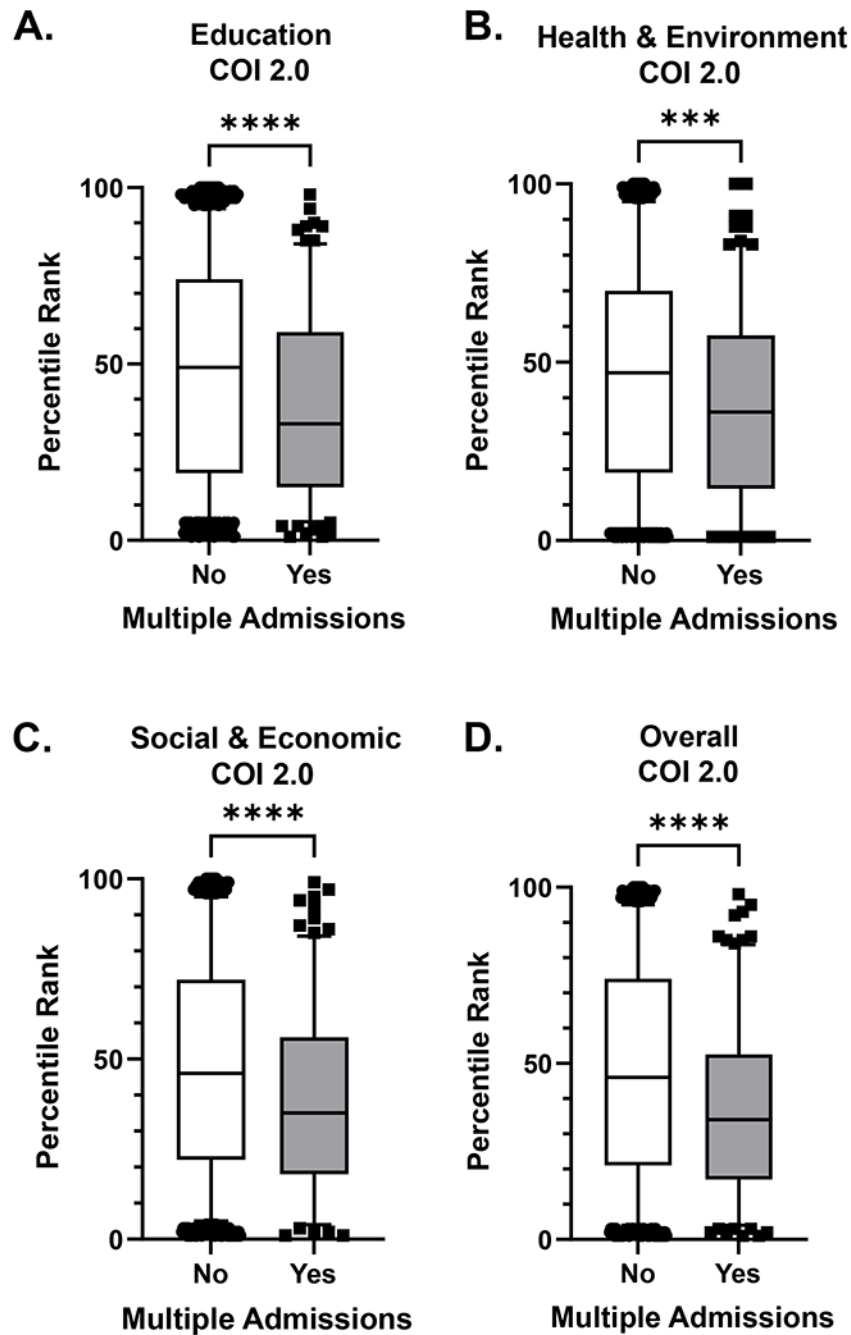 A.
Education
COI 2.0
****
Percentile Rank
100
50
0
No Yes
Multiple Admissions
B.
Health & Environment
COI 2.0
***
Percentile Rank
100
50
0
No Yes
Multiple Admissions
C.
Social & Economic
COI 2.0
****
Percentile Rank
100
50
0
No Yes
Multiple Admissions
D.
Overall
COI 2.0
****
Percentile Rank
100
50
0
No Yes
Multiple Admissions